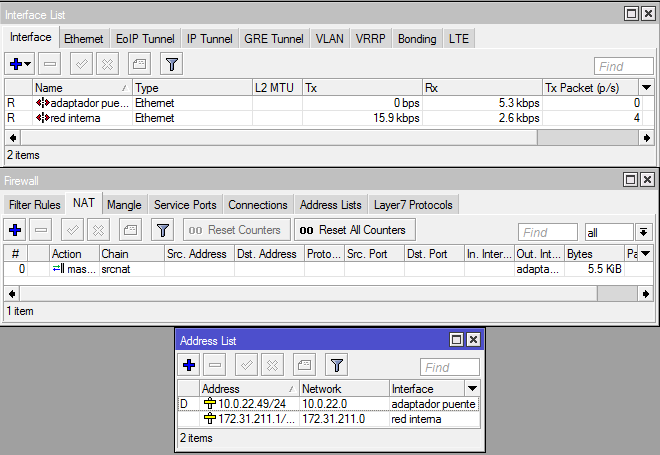 Interface List
Interface Ethernet EoIP Tunnel IP Tunnel GRE Tunnel VLAN VRRP Bonding LTE
Find
Name Type L2 MTU Tx Rx Tx Packet (p/s)
R adaptador pue... Ethernet 0 bps 5.3 kbps 0
R red interna Ethernet 15.9 kbps 2.6 kbps 4
2 items
Firewall
Filter Rules NAT Mangle Service Ports Connections Address Lists Layer7 Protocols
00 Reset Counters 00 Reset All Counters Find all
# Action Chain Src. Address Dst. Address Proto... Src. Port Dst. Port In. Inter... Out. Int... Bytes Pa
0 mas... srcnat adapta... 5.5 KiB
1 item
Address List
Find
Address Network Interface
D 10.0.22.49/24 10.0.22.0 adaptador puente
172.31.211.1/... 172.31.211.0 red interna
2 items